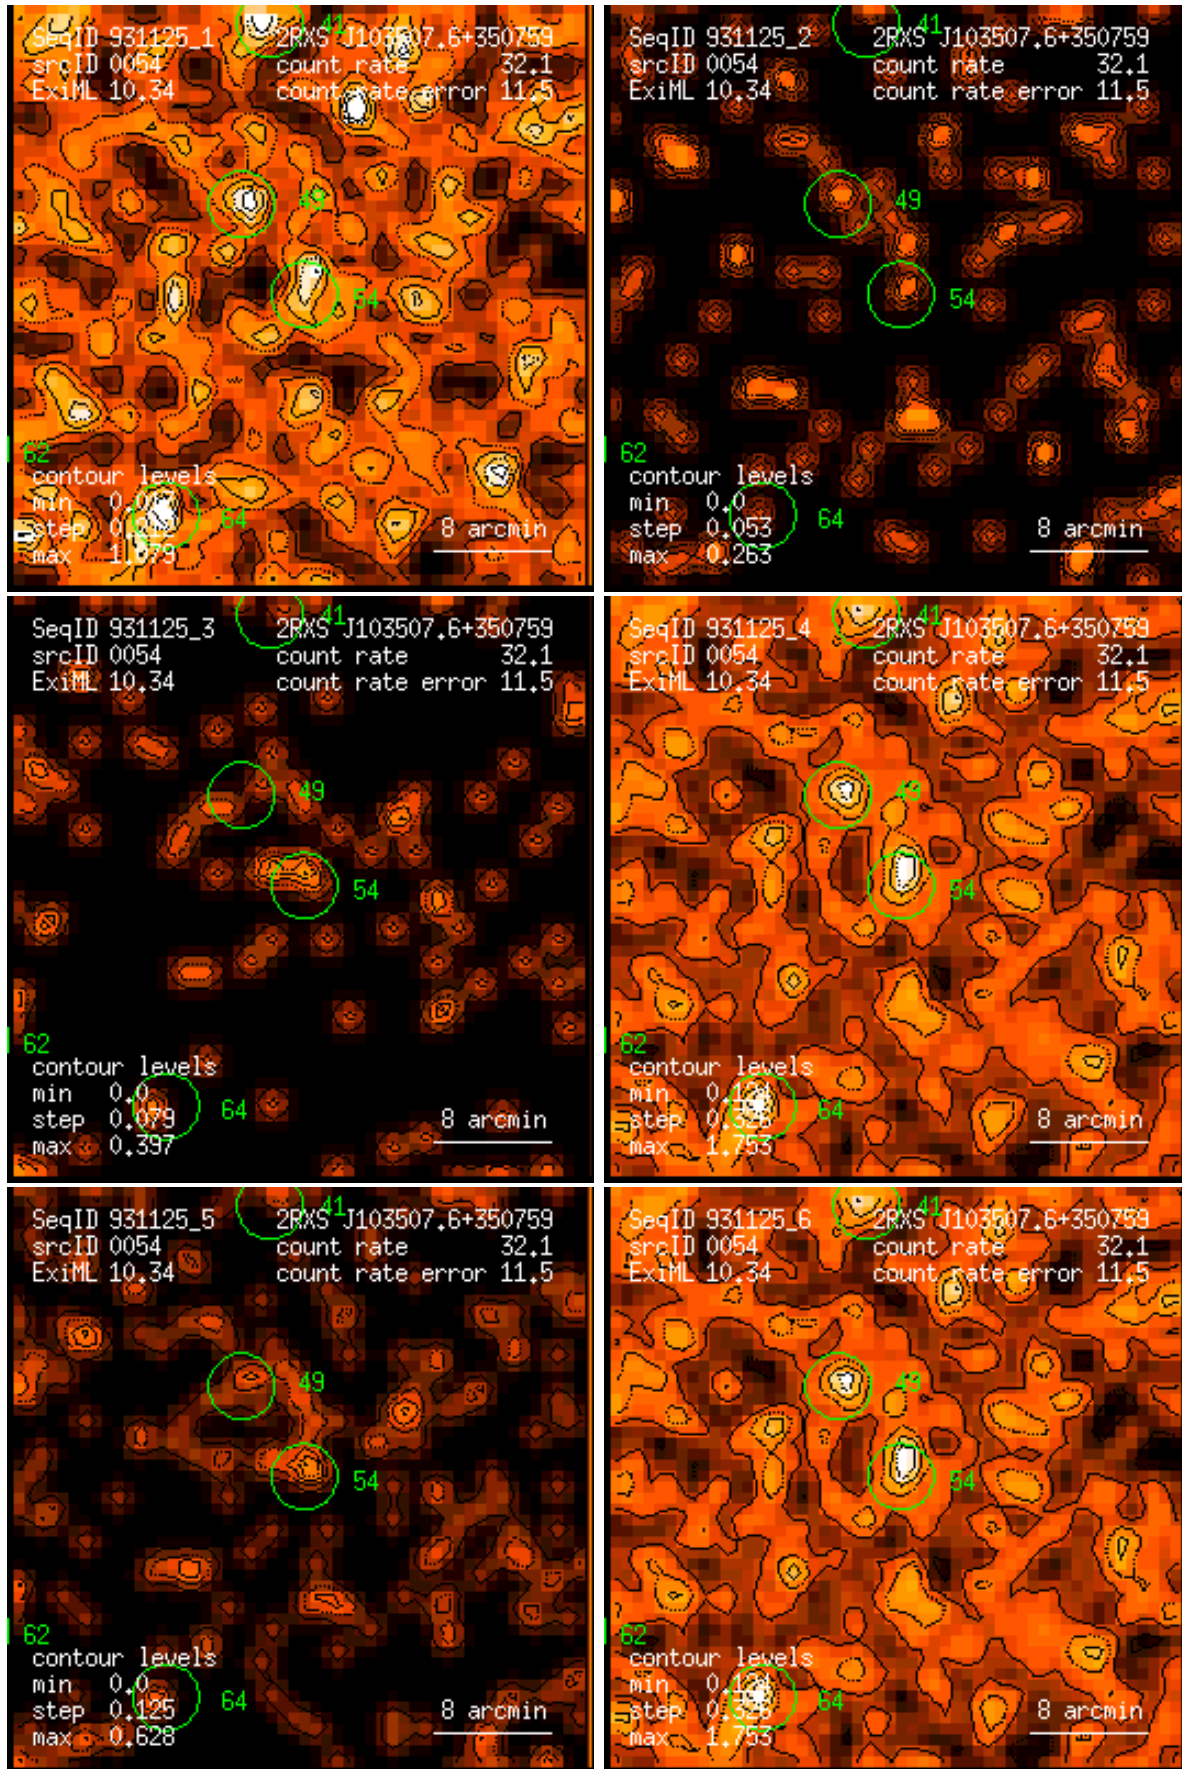 41
SeqID 931125_1 2RXS J103507.6+350759
srcID 0054 count rate 32.1
ExiML 10.34 count rate error 11.5
49
54
62
contour levels
min
64
step
max 1.079
8 arcmin
41
SeqID 931125_2 2RXS J103507.6+350759
srcID 0054 count rate 32.1
ExiML 10.34 count rate error 11.5
49
54
62
contour levels
min 0.0
64
step 0.053
max 0.263
8 arcmin
41
SeqID 931125_3 2RXS J103507.6+350759
srcID 0054 count rate 32.1
ExiML 10.34 count rate error 11.5
49
54
62
contour levels
min 0.0
64
step 0.079
max 0.397
8 arcmin
41
SeqID 931125_4 2RXS J103507.6+350759
srcID 0054 count rate 32.1
ExiML 10.34 count rate error 11.5
49
54
62
contour levels
min
64
step
max 1.753
8 arcmin
41
SeqID 931125_5 2RXS J103507.6+350759
srcID 0054 count rate 32.1
ExiML 10.34 count rate error 11.5
49
54
62
contour levels
min 0.0
64
step 0.125
max 0.628
8 arcmin
41
SeqID 931125_6 2RXS J103507.6+350759
srcID 0054 count rate 32.1
ExiML 10.34 count rate error 11.5
49
54
62
contour levels
min
64
step
max 1.753
8 arcmin